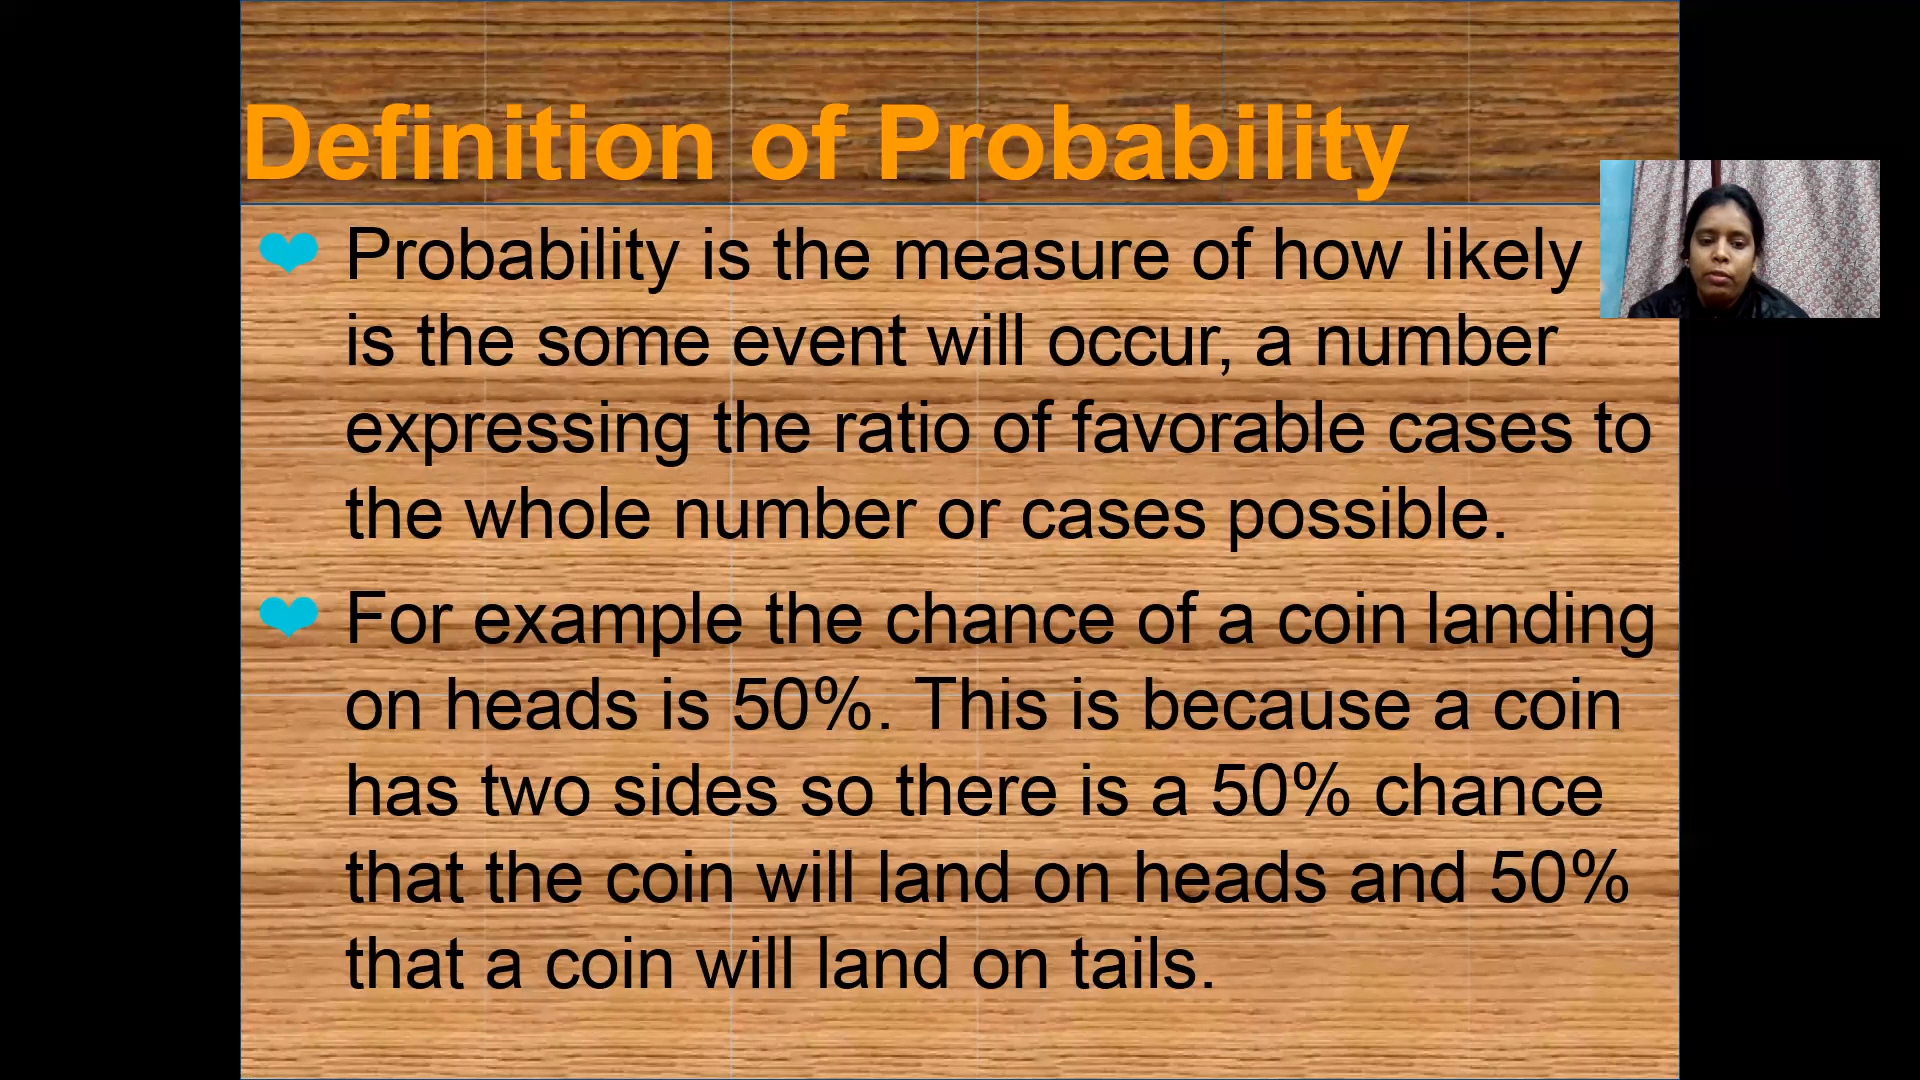 Definition of Probability
Probability is the measure of how likely
is the some event will occur, a number
expressing the ratio of favorable cases to
the whole number or cases possible.
For example the chance of a coin landing
on heads is 50%. This is because a coin
has two sides so there is a 50% chance
that the coin will land on heads and 50%
that a coin will land on tails.